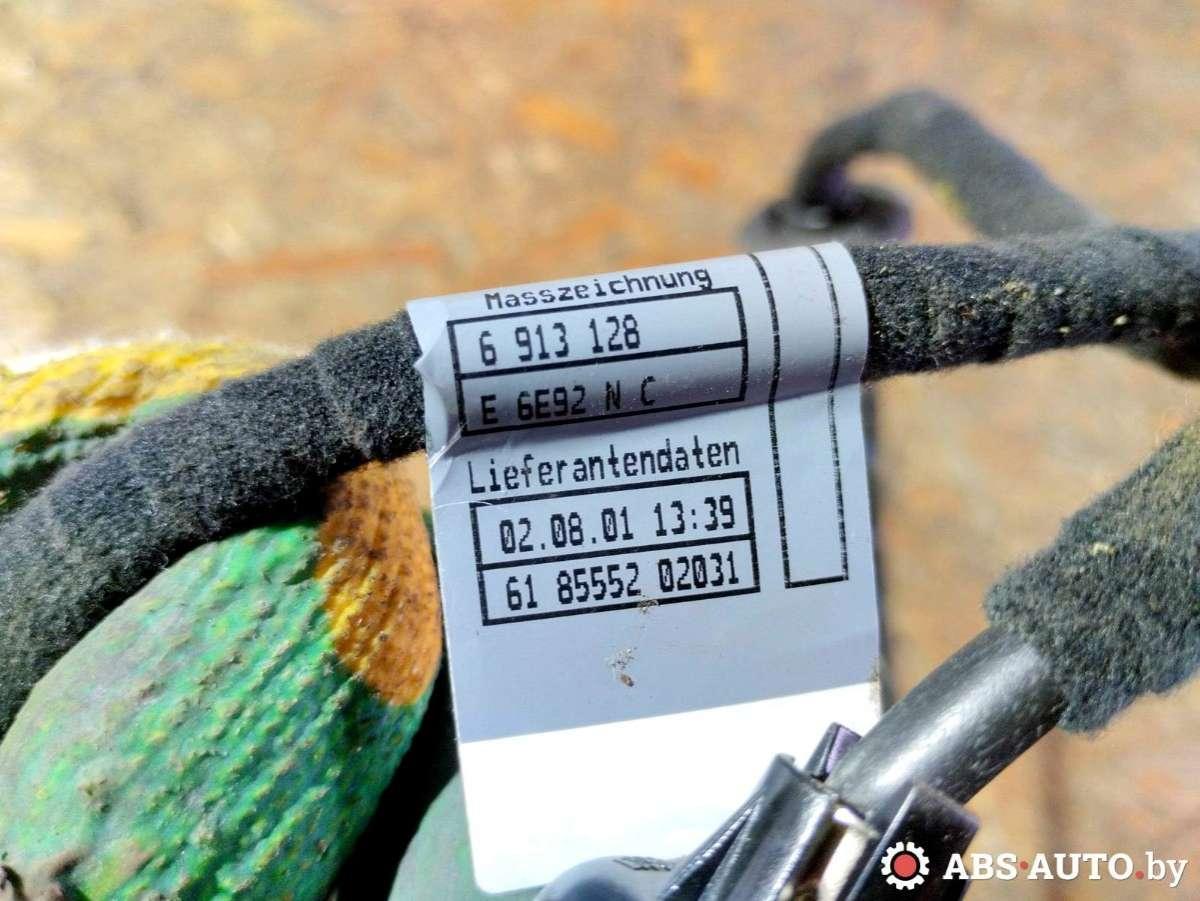 Masszeichnung
6 913 128
E 6E92 N C
Lieferantendaten
02.08.01 13:39
61 85552 02031
ABS·AUTO.by